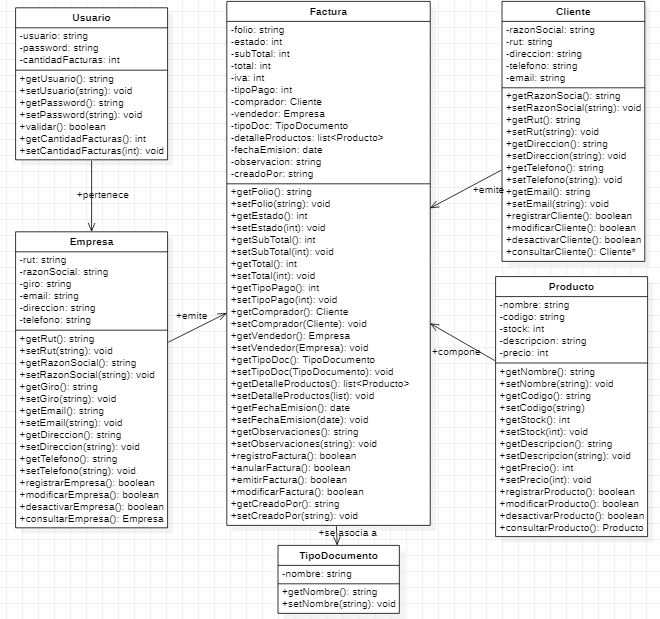 Usuario
-usuario: string
-password: string
-cantidadFacturas: int
+getUsuario(): string
+setUsuario(string): void
+getPassword(): string
+setPassword(string): void
+validar(): boolean
+getCantidadFacturas(): int
+setCantidadFacturas(int): void
+pertenece
Empresa
-rut: string
-razonSocial: string
-giro: string
-email: string
-direccion: string
-telefono: string
+getRut(): string
+setRut(string): void
+getRazonSocial(): string
+setRazonSocial(string): void
+getGiro(): string
+setGiro(string): void
+getEmail(): string
+setEmail(string): void
+getDireccion(): string
+setDireccion(string): void
+getTelefono(): string
+setTelefono(string): void
+registrarEmpresa(): boolean
+modificarEmpresa(): boolean
+desactivarEmpresa(): boolean
+consultarEmpresa(): Empresa
+emite
Factura
-folio: string
-estado: int
-subTotal: int
-total: int
-iva: int
-tipoPago: int
-comprador: Cliente
-vendedor: Empresa
-tipoDoc: TipoDocumento
-detalleProductos: list<Producto>
-fechaEmision: date
-observacion: string
-creadoPor: string
+getFolio(): string
+setFolio(string): void
+getEstado(): int
+setEstado(int): void
+getSubTotal(): int
+setSubTotal(int): void
+getTotal(): int
+setTotal(int): void
+getTipoPago(): int
+setTipoPago(int): void
+getComprador(): Cliente
+setComprador(Cliente): void
+getVendedor(): Empresa
+setVendedor(Empresa): void
+getTipoDoc(): TipoDocumento
+setTipoDoc(TipoDocumento): void
+getDetalleProductos(): list<Producto>
+setDetalleProductos(list): void
+getFechaEmision(): date
+setFechaEmision(date): void
+getObservaciones(): string
+setObservaciones(string): void
+registroFactura(): boolean
+anularFactura(): boolean
+emitirFactura(): boolean
+modificarFactura(): boolean
+getCreadoPor(): string
+setCreadoPor(string): void
+se asocia a
TipoDocumento
-nombre: string
+getNombre(): string
+setNombre(string): void
Cliente
-razonSocial: string
-rut: string
-direccion: string
-telefono: string
-email: string
+getRazonSocia(): string
+setRazonSocial(string): void
+getRut(): string
+setRut(string): void
+getDireccion(): string
+setDireccion(string): void
+getTelefono(): string
+setTelefono(string): void
+getEmail(): string
+setEmail(string): void
+registrarCliente(): boolean
+modificarCliente(): boolean
+desactivarCliente(): boolean
+consultarCliente(): Cliente*
+emite
Producto
-nombre: string
-codigo: string
-stock: int
-descripcion: string
-precio: int
+getNombre(): string
+setNombre(string): void
+getCodigo(): string
+setCodigo(string)
+getStock(): int
+setStock(int): void
+getDescripcion(): string
+setDescripcion(string): void
+getPrecio(): int
+setPrecio(int): void
+registrarProducto(): boolean
+modificarProducto(): boolean
+desactivarProducto(): boolean
+consultarProducto(): Producto
+compone